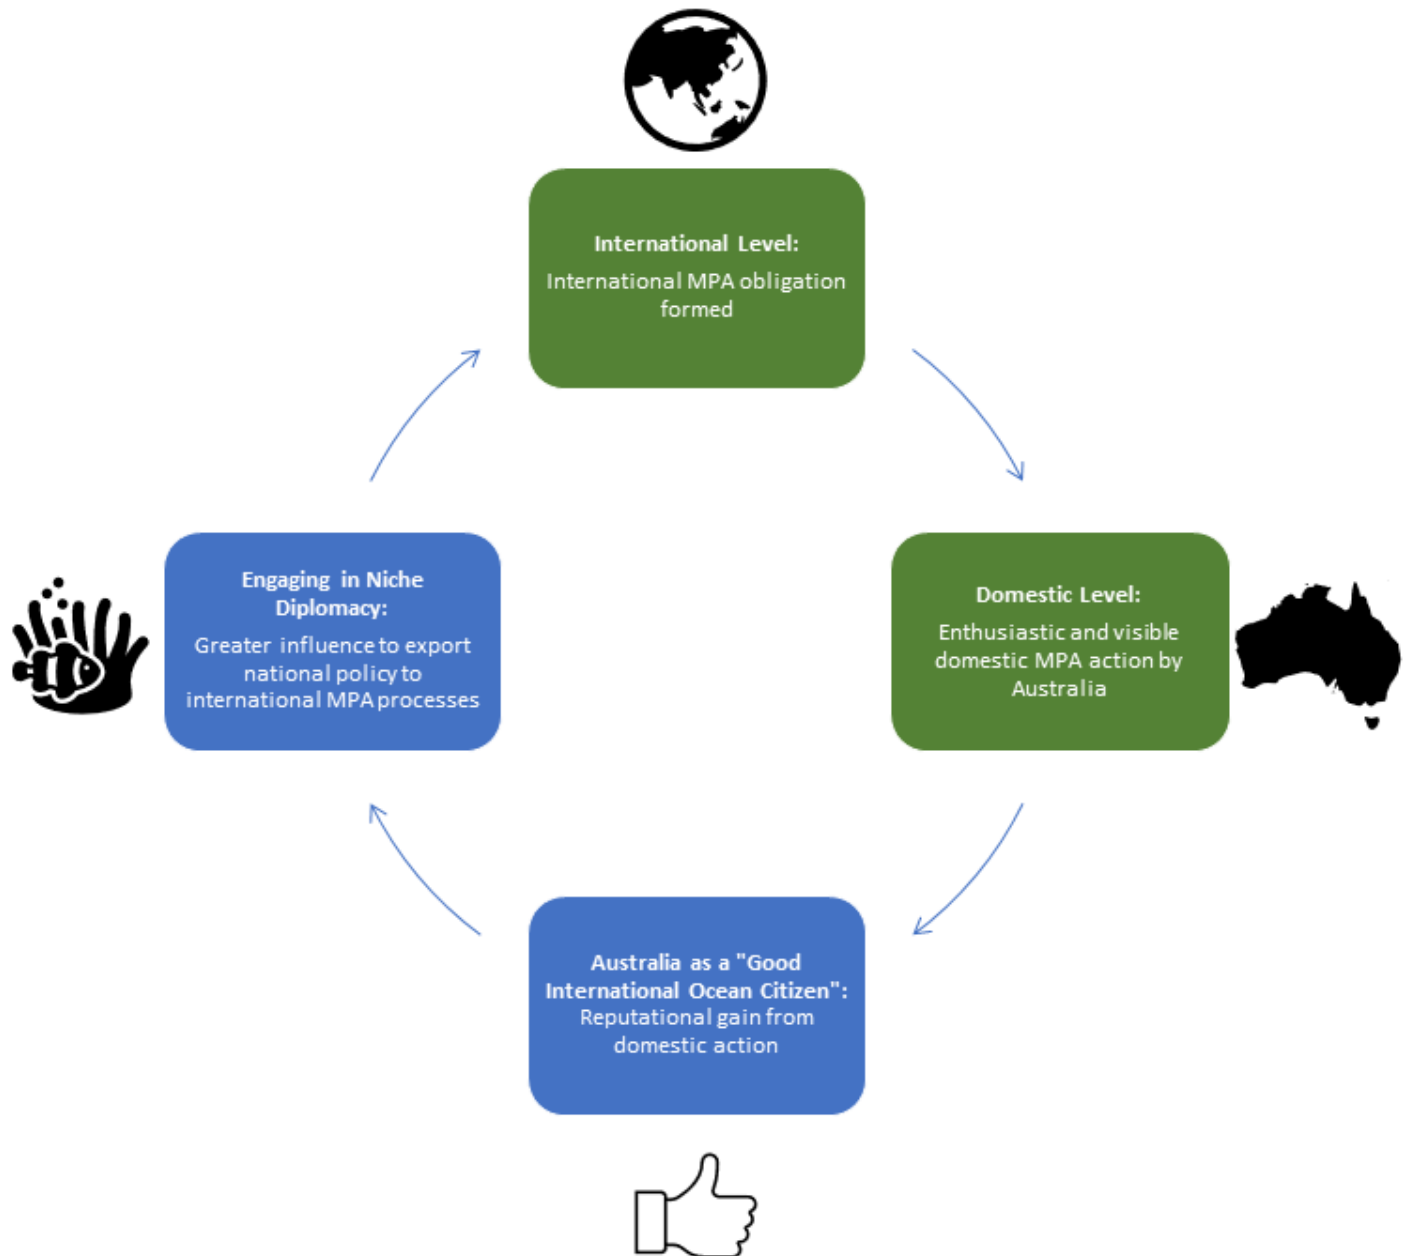 International Level:
International MPA obligation
formed
Engaging in Niche
Diplomacy:
Greater influence to export
national policy to
international MPA processes
Domestic Level:
Enthusiastic and visible
domestic MPA action by
Australia
Australia as a "Good
International Ocean Citizen":
Reputational gain from
domestic action